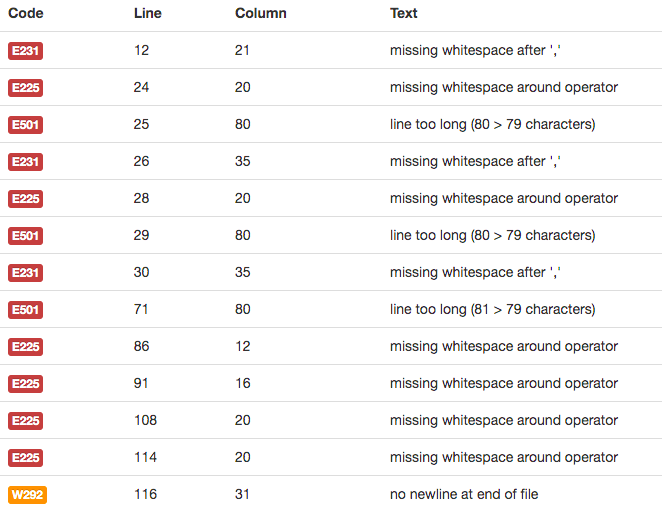 Code Line Column Text
E231 12 21 missing whitespace after ','
E225 24 20 missing whitespace around operator
E501 25 80 line too long (80 > 79 characters)
E231 26 35 missing whitespace after ','
E225 28 20 missing whitespace around operator
E501 29 80 line too long (80 > 79 characters)
E231 30 35 missing whitespace after ','
E501 71 80 line too long (81 > 79 characters)
E225 86 12 missing whitespace around operator
E225 91 16 missing whitespace around operator
E225 108 20 missing whitespace around operator
E225 114 20 missing whitespace around operator
W292 116 31 no newline at end of file